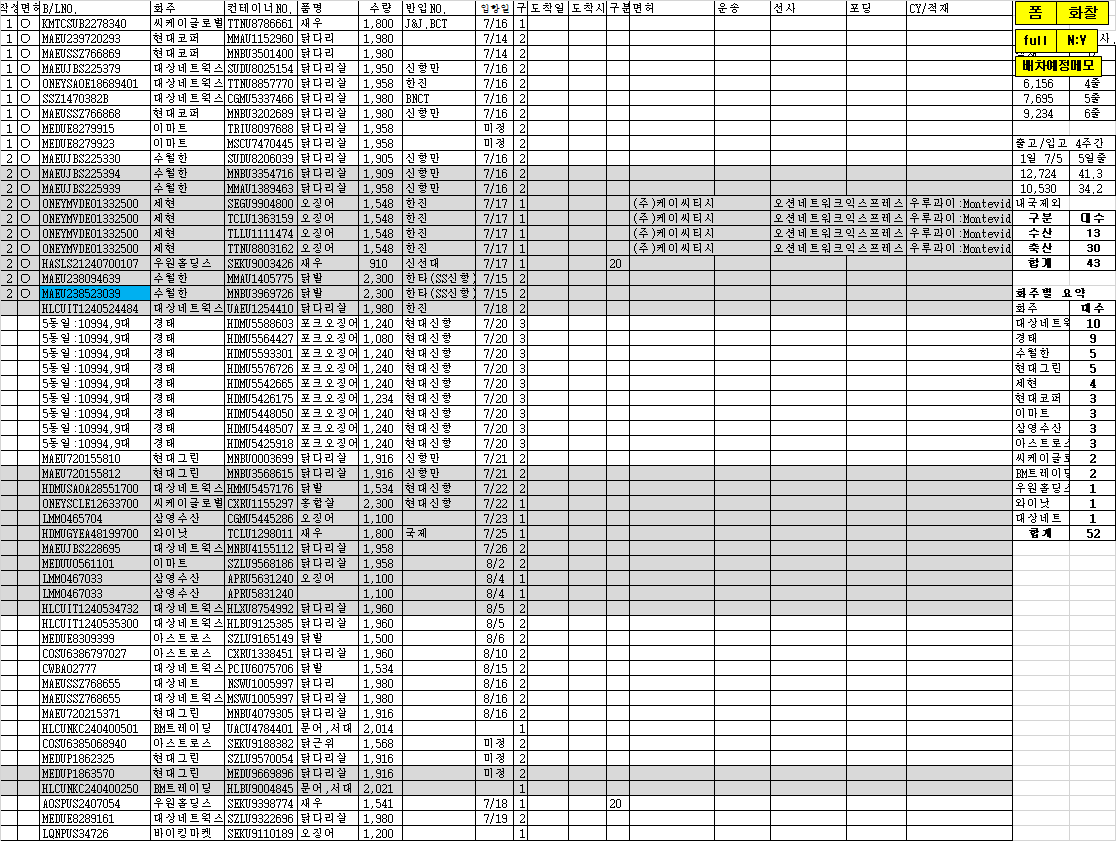 작성 면허 B/LNO. 화주 컨테이너NO. 품명 수량 반입NO. 입항일 구 도착일 도착시 구분 면허 운송 선사 포딩 CY/적재 폼 화찰
1 ○ KMTCSUB2278340 씨케이글로벌 TTNU8766661 새우 1,800 J&J,BCT 7/16 1
1 ○ MAEU239720293 현대코퍼 MMAU1152960 닭다리 1,980 7/14 2 full N:Y 사,
1 ○ MAEUSSZ766869 현대코퍼 MNBU3501400 닭다리 1,980 7/14 2
1 ○ MAEUJBS225379 대상네트웍스 SUDU8025154 닭다리살 1,950 신항만 7/16 2 배차예정메모
1 ○ ONEYSAOE18689401 대상네트웍스 TTNU8857770 닭다리살 1,956 한진 7/16 2 6,156 4줄
1 ○ SSZ1470382B 대상네트웍스 CGMU5337466 닭다리살 1,980 BNCT 7/16 2 7,695 5줄
1 ○ MAEUSSZ766868 현대코퍼 MNBU3202689 닭다리살 1,980 신항만 7/16 2 9,234 6줄
1 ○ MEDUE8279915 이마트 TRIU8097688 닭다리살 1,958 미정 2
1 ○ MEDUE8279923 이마트 MSCU7470445 닭다리살 1,958 미정 2 출고/입고 4주간
2 ○ MAEUJBS225330 수월한 SUDU8206039 닭다리살 1,905 신항만 7/16 2 1일 7/5 5일줄
2 ○ MAEUJBS225394 수월한 MNBU3354716 닭다리살 1,909 신항만 7/16 2 12,724 41.3
2 ○ MAEUJBS225939 수월한 MMAU1389463 닭다리살 1,958 신항만 7/16 2 10,530 34.2
2 ○ ONEYMVDE01332500 세현 SEGU9904800 오징어 1,548 한진 7/17 1 (주)케이씨티시 오션네트워크익스프레스 우루과이:Montevid 내국제외
2 ○ ONEYMVDE01332500 세현 TCLU1363159 오징어 1,548 한진 7/17 1 (주)케이씨티시 오션네트워크익스프레스 우루과이:Montevid 구분 대수
2 ○ ONEYMVDE01332500 세현 TLLU1111474 오징어 1,548 한진 7/17 1 (주)케이씨티시 오션네트워크익스프레스 우루과이:Montevid 수산 13
2 ○ ONEYMVDE01332500 세현 TTNU8803162 오징어 1,548 한진 7/17 1 (주)케이씨티시 오션네트워크익스프레스 우루과이:Montevid 축산 30
2 ○ HASLS21240700107 우원홀딩스 SEKU9003426 새우 910 신선대 7/17 1 20 합계 43
2 ○ MAEU238094639 수월한 MMAU1405775 닭발 2,300 한타(SS신항) 7/15 2
2 ○ MAEU238523039 수월한 MNBU3969726 닭발 2,300 한타(SS신항) 7/15 2 화주별 요약
HLCUIT1240524484 대상네트웍스 UAEU1254410 닭다리살 1,980 한진 7/18 2 화주 대수
5동일:10994,9대 경태 HDMU5588603 포크오징어 1,240 현대신항 7/20 3 대상네트웍 10
5동일:10994,9대 경태 HDMU5564427 포크오징어 1,080 현대신항 7/20 3 경태 9
5동일:10994,9대 경태 HDMU5593301 포크오징어 1,240 현대신항 7/20 3 수월한 5
5동일:10994,9대 경태 HDMU5576726 포크오징어 1,240 현대신항 7/20 3 현대그린 5
5동일:10994,9대 경태 HDMU5542665 포크오징어 1,240 현대신항 7/20 3 세현 4
5동일:10994,9대 경태 HDMU5426175 포크오징어 1,234 현대신항 7/20 3 현대코퍼 3
5동일:10994,9대 경태 HDMU5448050 포크오징어 1,240 현대신항 7/20 3 이마트 3
5동일:10994,9대 경태 HDMU5448507 포크오징어 1,240 현대신항 7/20 3 삼영수산 3
5동일:10994,9대 경태 HDMU5425918 포크오징어 1,240 현대신항 7/20 3 아스트로스 3
MAEU720155810 현대그린 MNBU0003699 닭다리살 1,916 신항만 7/21 2 씨케이글로 2
MAEU720155812 현대그린 MNBU3568615 닭다리살 1,916 신항만 7/21 2 BM트레이딩 2
HDMUSAOA28551700 대상네트웍스 HMMU5457176 닭발 1,534 현대신항 7/22 2 우원홀딩스 1
ONEYSCLE12633700 씨케이글로벌 CXRU1155297 홍합살 2,300 현대신항 7/22 1 와이낫 1
LMM0465704 삼영수산 CGMU5445286 오징어 1,100 7/23 1 대상네트 1
HDMUGYEA48199700 와이낫 TCLU1298011 새우 1,800 국제 7/25 1 합계 52
MAEUJBS228695 대상네트웍스 MNBU4155112 닭다리살 1,958 7/26 2
MEDUU0561101 이마트 SZLU9568186 닭다리살 1,958 8/2 2
LMM0467033 삼영수산 APRU5631240 오징어 1,100 8/4 1
LMM0467033 삼영수산 APRU5831240 1,100 8/4 1
HLCUIT1240534732 대상네트웍스 HLXU8754992 닭다리살 1,960 8/5 2
HLCUIT1240535300 대상네트웍스 HLBU9125385 닭다리살 1,960 8/5 2
MEDUE8309399 아스트로스 SZLU9165149 닭발 1,500 8/6 2
COSU6386797027 아스트로스 CXRU1338451 닭다리살 1,960 8/10 2
CWBA02777 대상네트웍스 PCIU6075706 닭발 1,534 8/15 2
MAEUSSZ768655 대상네트 NSWU1005997 닭다리 1,980 8/16 2
MAEUSSZ768655 대상네트웍스 MSWU1005997 닭다리살 1,980 8/16 2
MAEU720215371 현대그린 MNBU4079305 닭다리살 1,916 8/16 2
HLCUNKC240400501 BM트레이딩 UACU4784401 문어,서대 2,014 1
COSU6385068940 아스트로스 SEKU9188382 닭근위 1,568 미정 2
MEDUP1862325 현대그린 SZLU9570054 닭다리살 1,916 미정 2
MEDUP1863570 현대그린 MEDU9669896 닭다리살 1,916 미정 2
HLCUNKC240400250 BM트레이딩 HLBU9004845 문어,서대 2,021 1
AOSPUS2407054 우원홀딩스 SEKU9398774 새우 1,541 7/18 1 20
MEDUE8289161 대상네트웍스 SZLU9322696 닭다리살 1,980 7/19 2
LQNPUS34726 바이킹마켓 SEKU9110189 오징어 1,200 1